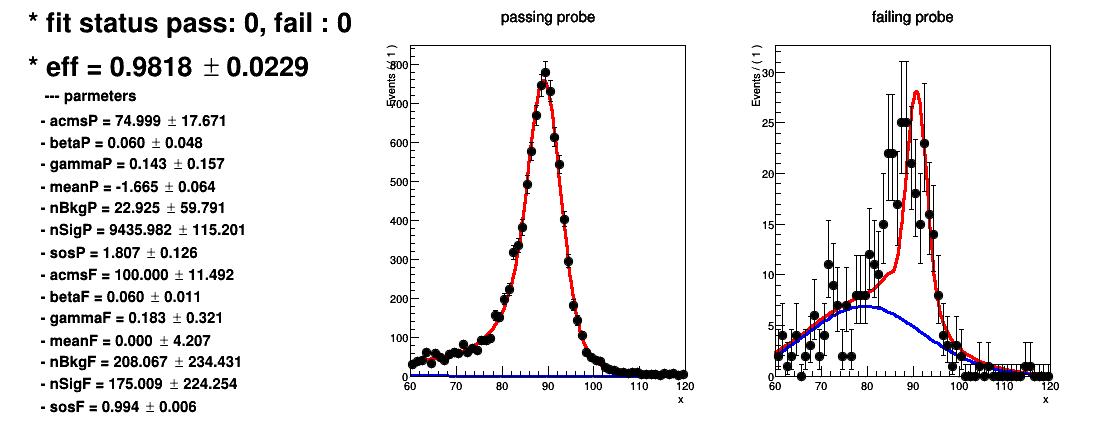 * fit status pass: 0, fail : 0
* eff = 0.9818 ± 0.0229
--- parmeters
- acmsP = 74.999 ± 17.671
- betaP = 0.060 ± 0.048
- gammaP = 0.143 ± 0.157
- meanP = -1.665 ± 0.064
- nBkgP = 22.925 ± 59.791
- nSigP = 9435.982 ± 115.201
- sosP = 1.807 ± 0.126
- acmsF = 100.000 ± 11.492
- betaF = 0.060 ± 0.011
- gammaF = 0.183 ± 0.321
- meanF = 0.000 ± 4.207
- nBkgF = 208.067 ± 234.431
- nSigF = 175.009 ± 224.254
- sosF = 0.994 ± 0.006
passing probe
Events / ( 1 )
800
700
600
500
400
300
200
100
0
60 70 80 90 100 110 120
x
failing probe
Events / ( 1 )
30
25
20
15
10
5
0
60 70 80 90 100 110 120
x